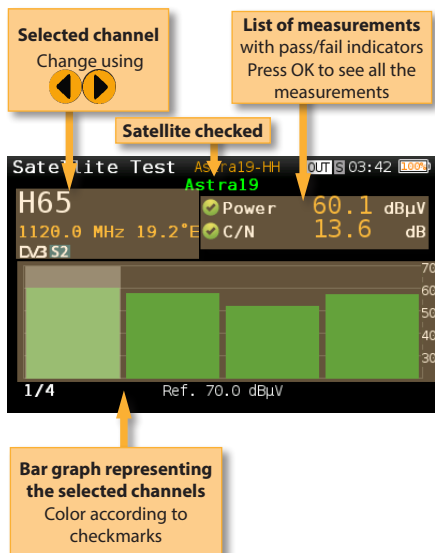 Selected channel
Change using
List of measurements
with pass/fail indicators
Press OK to see all the
measurements
Satellite checked
Satellite Test Astra19-HH OUT S 03:42 100%
Astra19
H65
1120.0 MHz 19.2°E
DVB S2
Power 60.1 dBµV
C/N 13.6 dB
70
60
50
40
30
1/4 Ref. 70.0 dBµV
Bar graph representing
the selected channels
Color according to
checkmarks